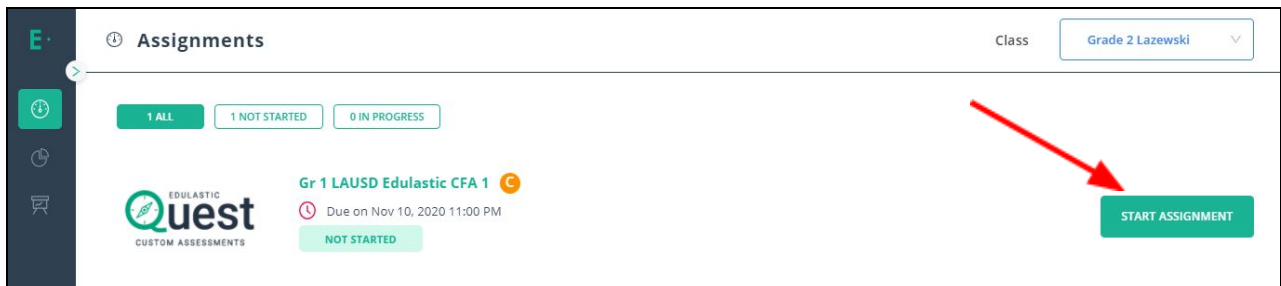 E·
Assignments
Class
Grade 2 Lazewski
1 ALL
1 NOT STARTED
0 IN PROGRESS
EDULASTIC
Quest
CUSTOM ASSESSMENTS
Gr 1 LAUSD Edulastic CFA 1 C
Due on Nov 10, 2020 11:00 PM
NOT STARTED
START ASSIGNMENT